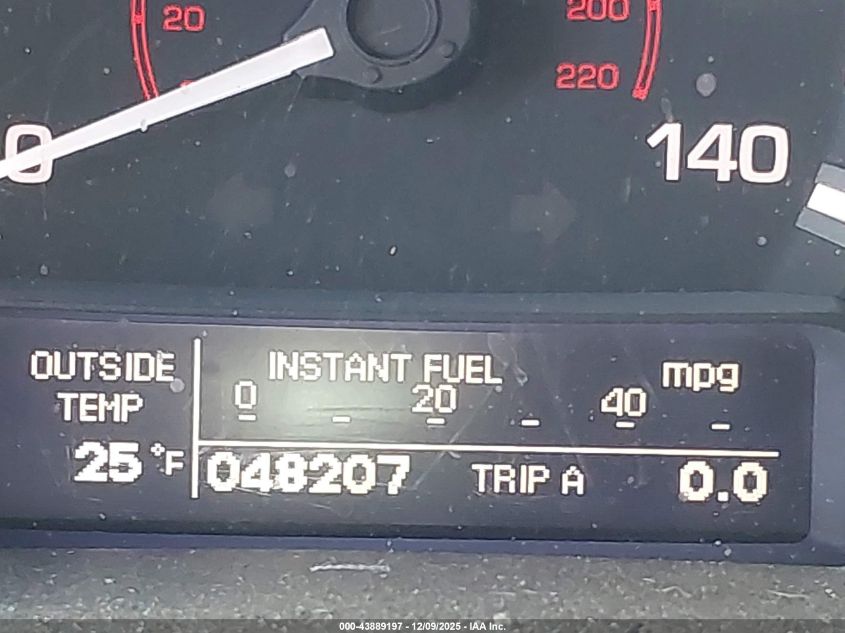 20
200
220
0
140
OUTSIDE
TEMP
25°F
INSTANT FUEL
mpg
0 20 40
048207 TRIP A 0.0
000-43889197 - 12/09/2025 - IAA Inc.